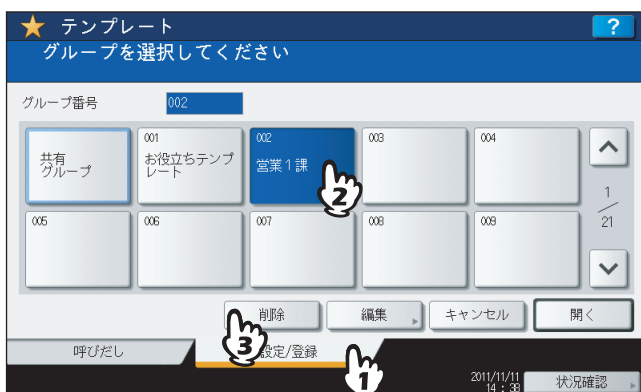 テンプレート
?
グループを選択してください
グループ番号
002
共有
グループ
001
お役立ちテンプ
レート
002
営業1課
003
004
1
21
005
006
007
008
009
削除
編集
キャンセル
開く
呼びだし
設定/登録
2
3
1
2011/11/11
14 : 38
状況確認